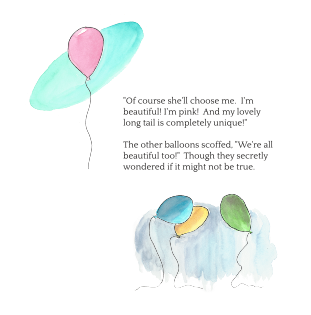 "Of course she'll choose me.  I'm
beautiful! I'm pink!  And my lovely
long tail is completely unique!"
The other balloons scoffed, "We're all
beautiful too!"  Though they secretly
wondered if it might not be true.